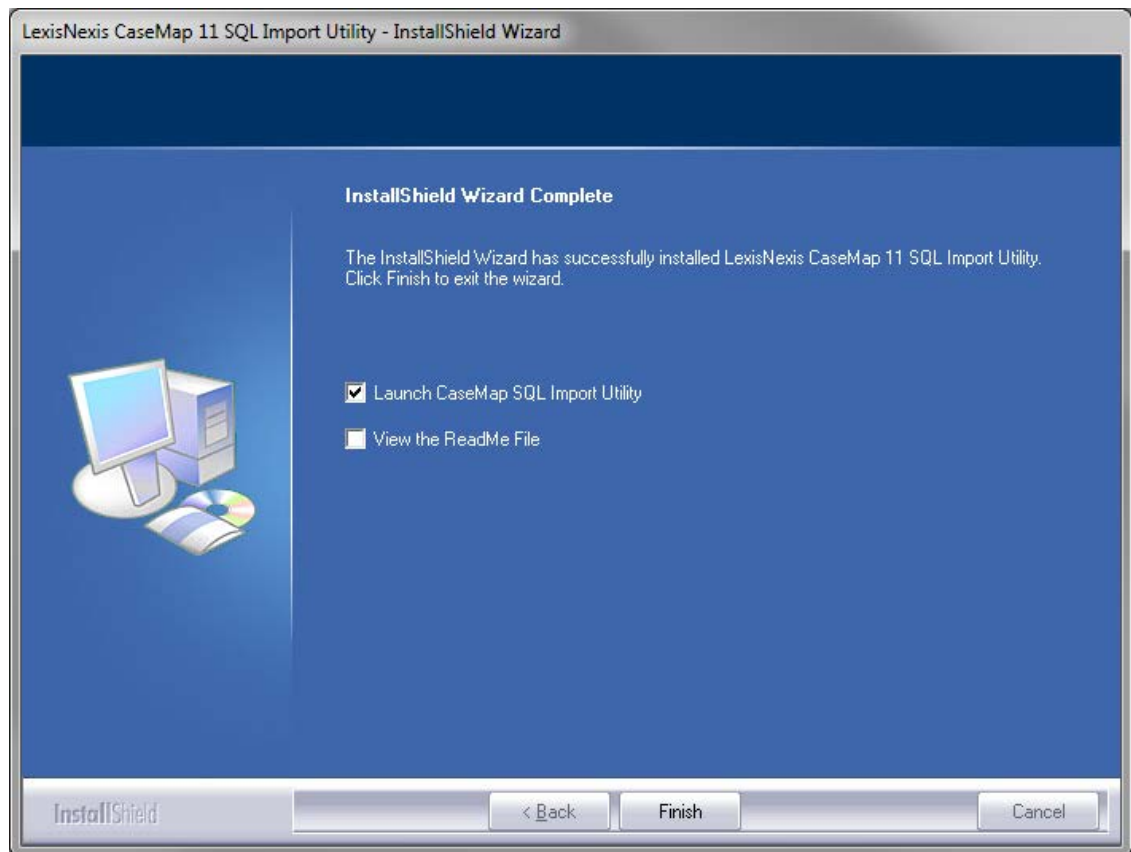 LexisNexis CaseMap 11 SQL Import Utility - InstallShield Wizard
InstallShield Wizard Complete
The InstallShield Wizard has successfully installed LexisNexis CaseMap 11 SQL Import Utility.
Click Finish to exit the wizard.
Launch CaseMap SQL Import Utility
View the ReadMe File
InstallShield
< Back
Finish
Cancel